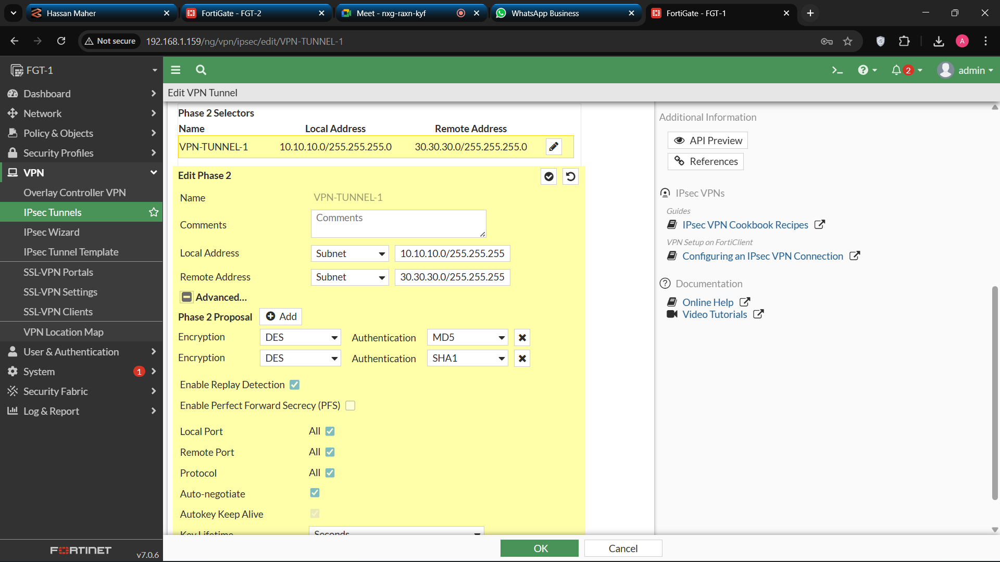 Hassan Maher
FortiGate - FGT-2
Meet - nxg-raxn-kyf
WhatsApp Business
FortiGate - FGT-1
Not secure
192.168.1.159/ng/vpn/ipsec/edit/VPN-TUNNEL-1
A
FGT-1
2
admin
Dashboard
Network
Policy & Objects
Security Profiles
VPN
Overlay Controller VPN
IPsec Tunnels
IPsec Wizard
IPsec Tunnel Template
SSL-VPN Portals
SSL-VPN Settings
SSL-VPN Clients
VPN Location Map
User & Authentication
System 1
Security Fabric
Log & Report
FORTINET v7.0.6
Edit VPN Tunnel
Phase 2 Selectors
Name Local Address Remote Address
VPN-TUNNEL-1 10.10.10.0/255.255.255.0 30.30.30.0/255.255.255.0
Edit Phase 2
Name VPN-TUNNEL-1
Comments Comments
Local Address Subnet 10.10.10.0/255.255.255
Remote Address Subnet 30.30.30.0/255.255.255
Advanced...
Phase 2 Proposal Add
Encryption DES Authentication MD5
Encryption DES Authentication SHA1
Enable Replay Detection
Enable Perfect Forward Secrecy (PFS)
Local Port All
Remote Port All
Protocol All
Auto-negotiate
Autokey Keep Alive
Key Lifetime Seconds
OK Cancel
Additional Information
API Preview
References
IPsec VPNs
Guides
IPsec VPN Cookbook Recipes
VPN Setup on FortiClient
Configuring an IPsec VPN Connection
Documentation
Online Help
Video Tutorials